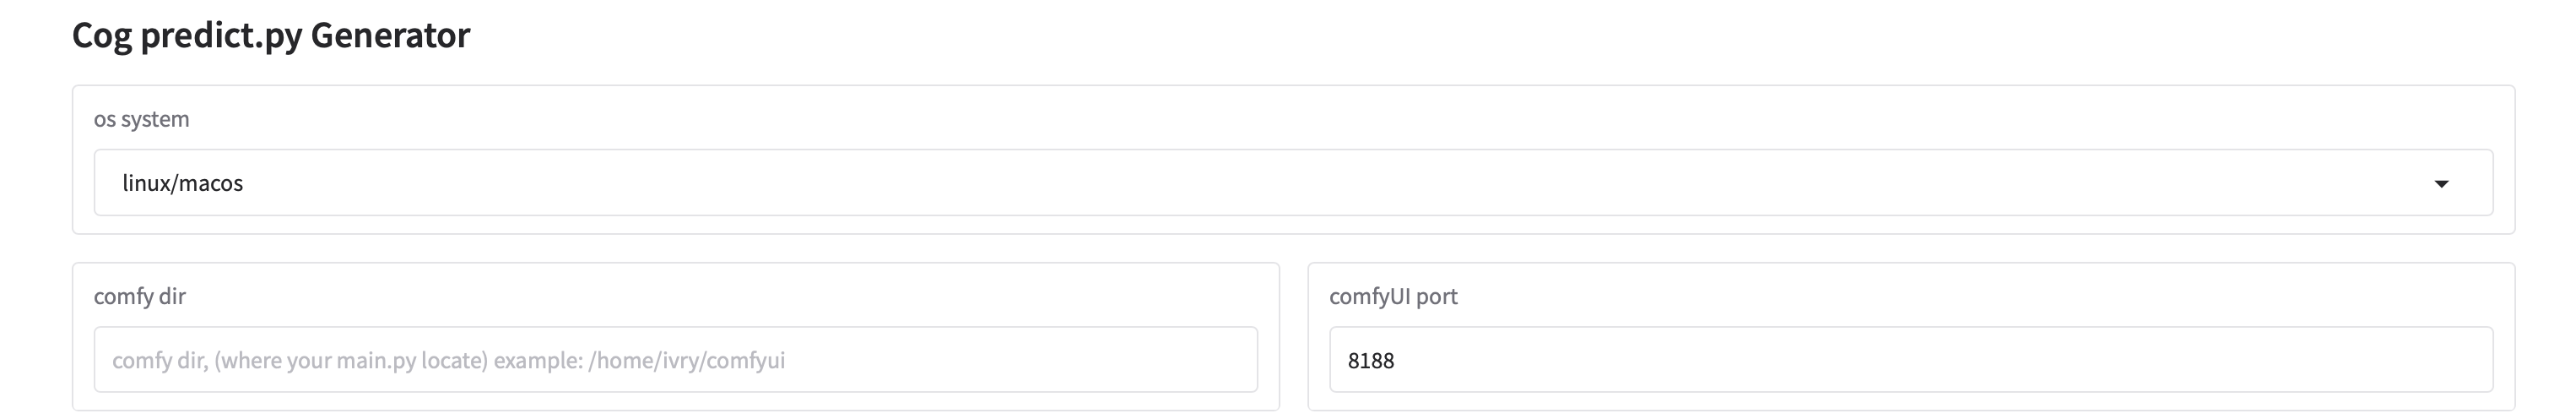 Cog predict.py Generator
os system
linux/macos
comfy dir
comfy dir, (where your main.py locate) example: /home/ivry/comfyui
comfyUI port
8188